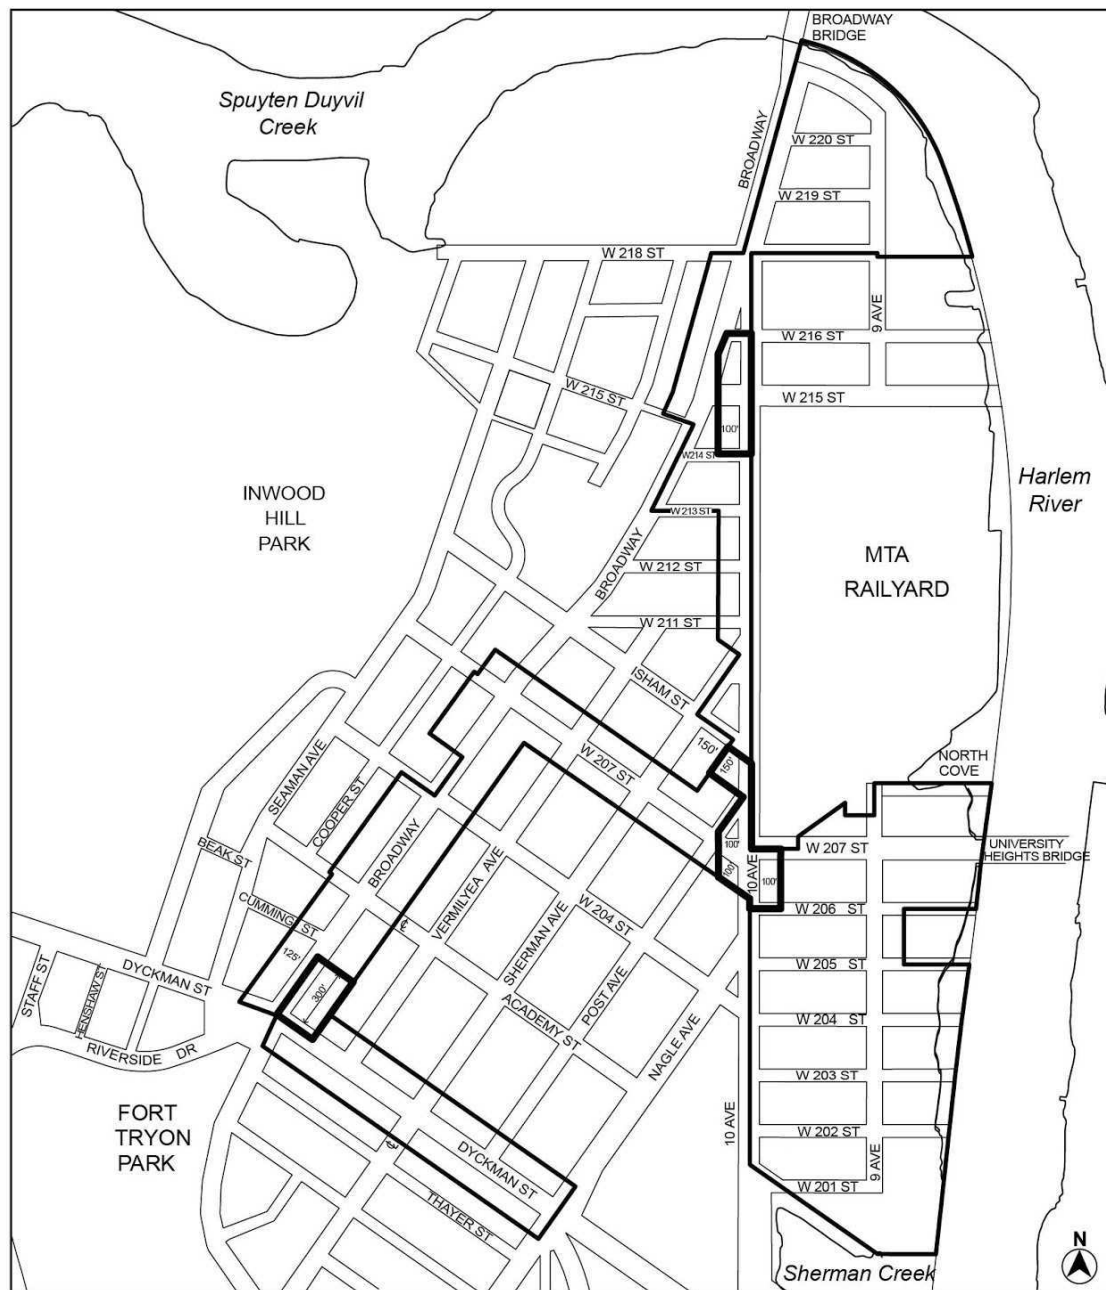 BROADWAY
BRIDGE
Spuyten Duyvil
Creek
BROADWAY
W 220 ST
W 219 ST
W 218 ST
9 AVE
W 216 ST
W 215 ST
W 215 ST
100'
W214 ST
Harlem
River
INWOOD
HILL
PARK
W 213 ST
BROADWAY
MTA
RAILYARD
W 212 ST
W 211 ST
ISHAM ST
150'
150'
W 207 ST
NORTH
COVE
SEAMAN AVE
COOPER ST
BEAK ST
BROADWAY
VERMILYEA AVE
100'
100'
10 AVE
100'
W 207 ST
UNIVERSITY
HEIGHTS BRIDGE
CUMMING ST
SHERMAN AVE
W 204 ST
W 206 ST
125'
DYCKMAN ST
STAFF ST
HENSHAW ST
300'
W 205 ST
POST AVE
ACADEMY ST
W 204 ST
NAGLE AVE
RIVERSIDE DR
W 203 ST
FORT
TRYON
PARK
10 AVE
W 202 ST
DYCKMAN ST
9 AVE
THAYER ST
W 201 ST
N
Sherman Creek